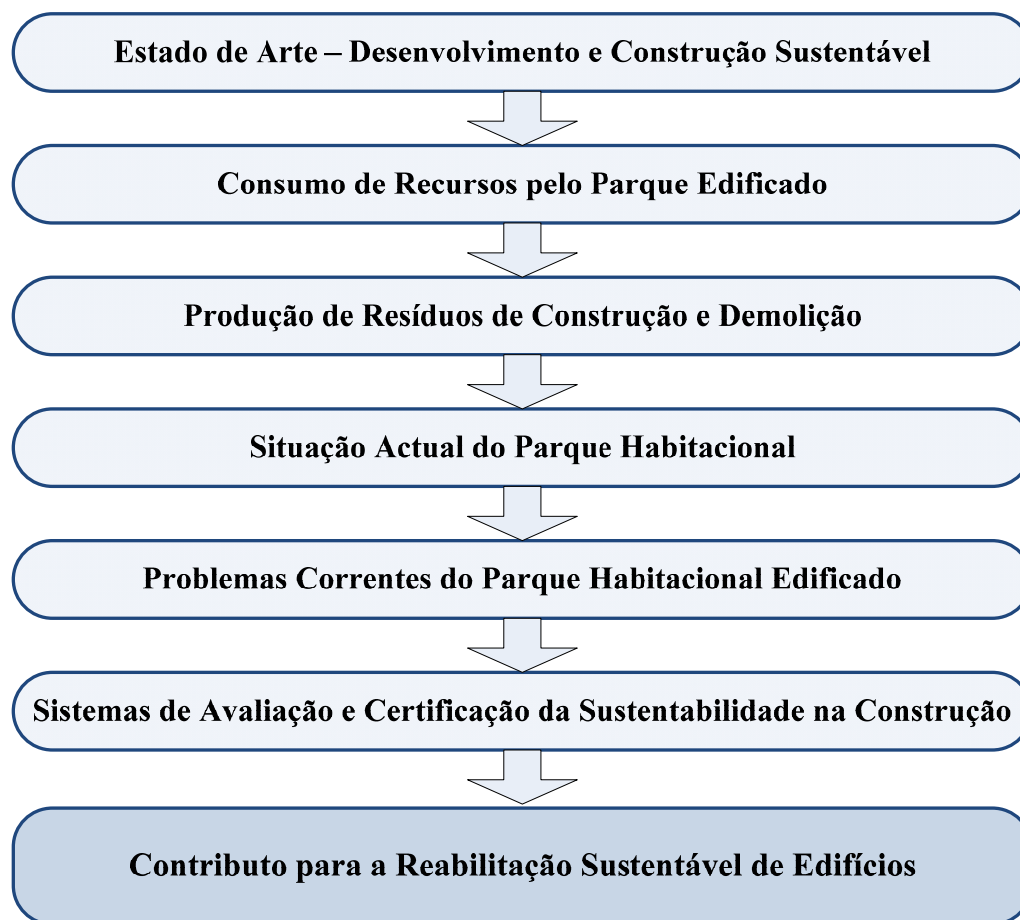 Estado de Arte – Desenvolvimento e Construção Sustentável
Consumo de Recursos pelo Parque Edificado
Produção de Resíduos de Construção e Demolição
Situação Actual do Parque Habitacional
Problemas Correntes do Parque Habitacional Edificado
Sistemas de Avaliação e Certificação da Sustentabilidade na Construção
Contributo para a Reabilitação Sustentável de Edifícios